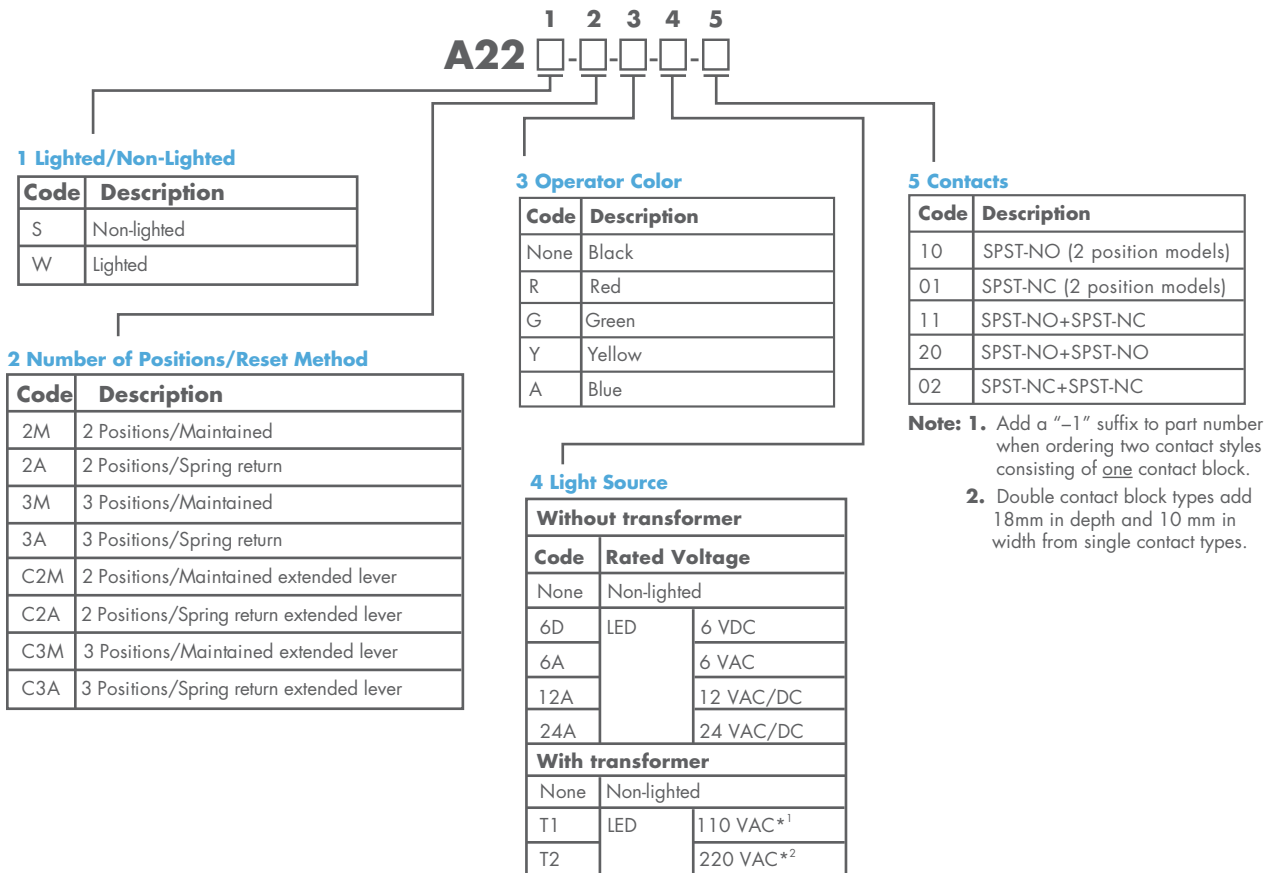 1 2 3 4 5
A22 □-□-□-□-□
1 Lighted/Non-Lighted
Code Description
S Non-lighted
W Lighted
2 Number of Positions/Reset Method
Code Description
2M 2 Positions/Maintained
2A 2 Positions/Spring return
3M 3 Positions/Maintained
3A 3 Positions/Spring return
C2M 2 Positions/Maintained extended lever
C2A 2 Positions/Spring return extended lever
C3M 3 Positions/Maintained extended lever
C3A 3 Positions/Spring return extended lever
3 Operator Color
Code Description
None Black
R Red
G Green
Y Yellow
A Blue
4 Light Source
Without transformer
Code Rated Voltage
None Non-lighted
6D LED 6 VDC
6A 6 VAC
12A 12 VAC/DC
24A 24 VAC/DC
With transformer
None Non-lighted
T1 LED 110 VAC*1
T2 220 VAC*2
5 Contacts
Code Description
10 SPST-NO (2 position models)
01 SPST-NC (2 position models)
11 SPST-NO+SPST-NC
20 SPST-NO+SPST-NO
02 SPST-NC+SPST-NC
Note: 1. Add a “–1” suffix to part number
when ordering two contact styles
consisting of one contact block.
2. Double contact block types add
18mm in depth and 10 mm in
width from single contact types.